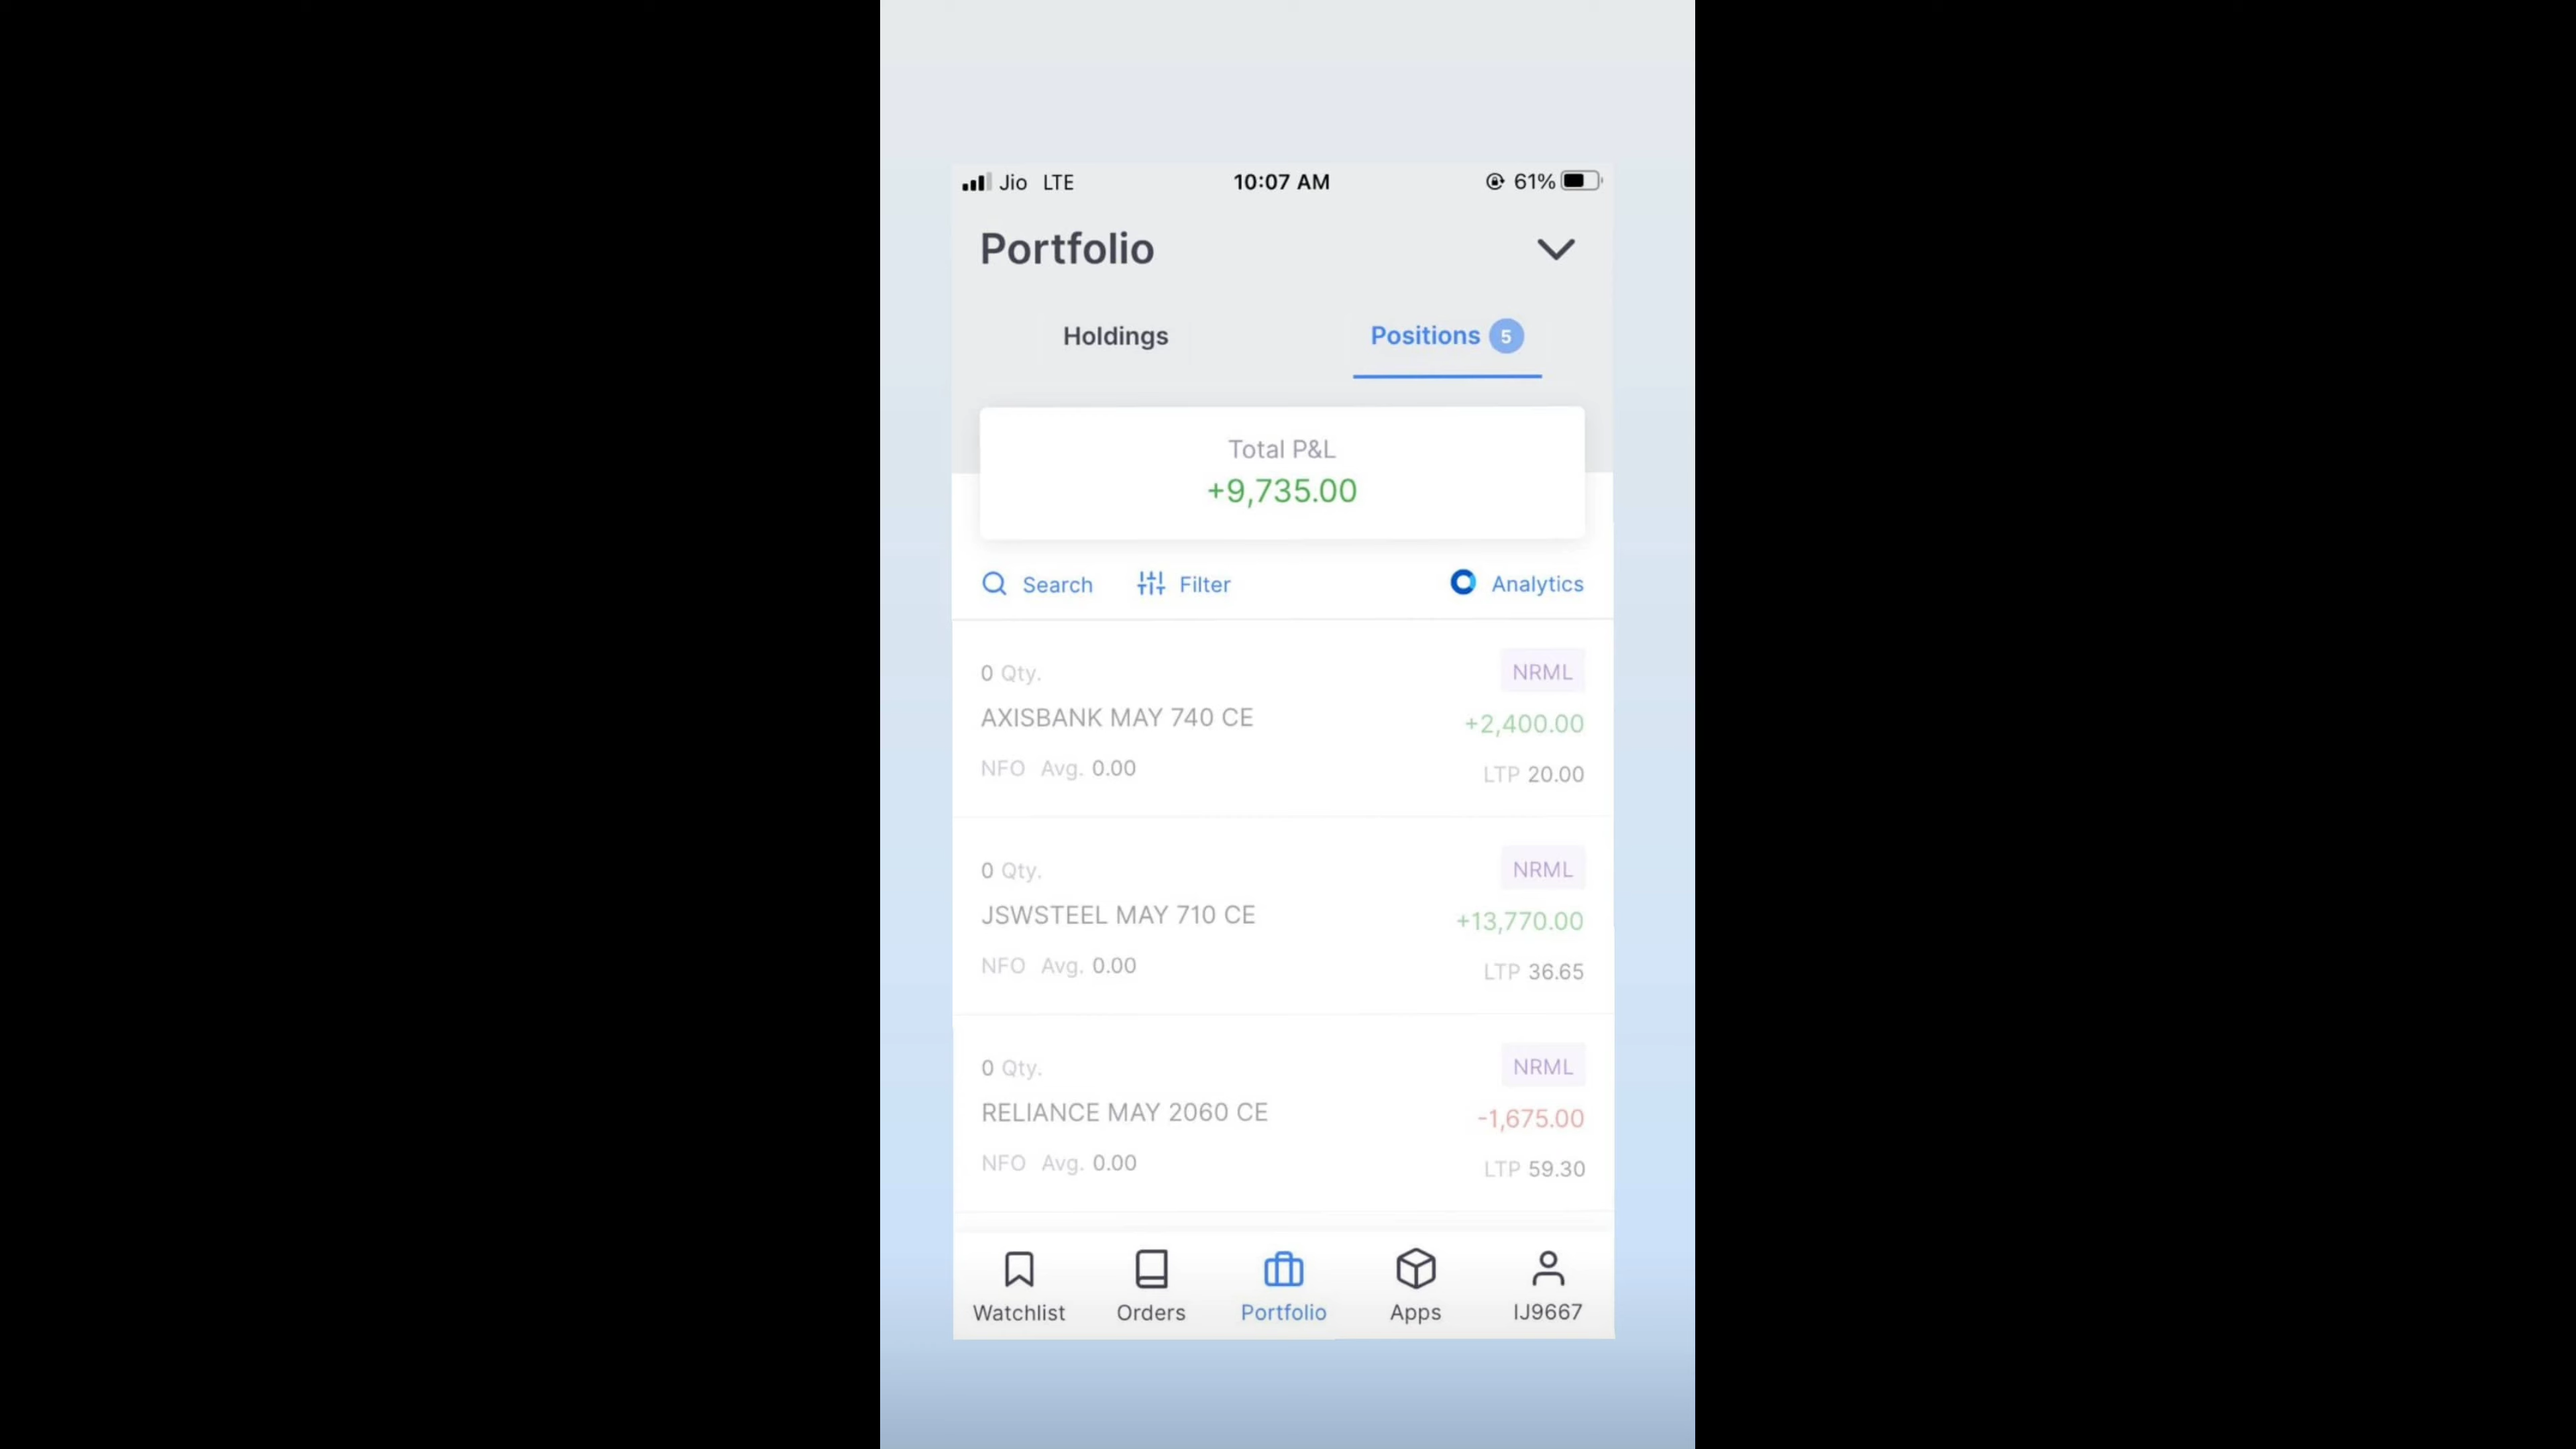 Jio LTE 10:07 AM 61%
Portfolio
Holdings Positions 5
Total P&L
+9,735.00
Search Filter Analytics
0 Qty. NRML
AXISBANK MAY 740 CE +2,400.00
NFO Avg. 0.00 LTP 20.00
0 Qty. NRML
JSWSTEEL MAY 710 CE +13,770.00
NFO Avg. 0.00 LTP 36.65
0 Qty. NRML
RELIANCE MAY 2060 CE -1,675.00
NFO Avg. 0.00 LTP 59.30
Watchlist Orders Portfolio Apps IJ9667